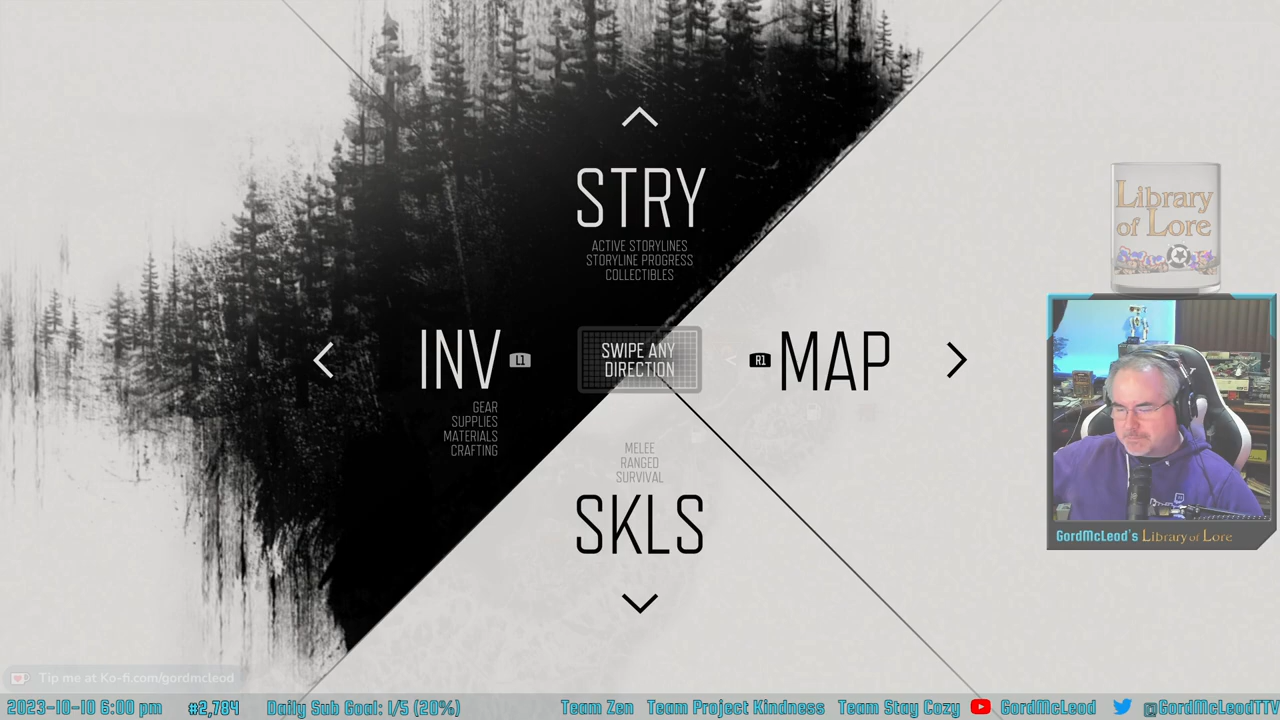 STRY
ACTIVE STORYLINES
STORYLINE PROGRESS
COLLECTIBLES
INV
L1
SWIPE ANY
DIRECTION
R1
MAP
GEAR
SUPPLIES
MATERIALS
CRAFTING
MELEE
RANGED
SURVIVAL
SKLS
Library
of Lore
GordMcLeod's Library of Lore
Tip me at Ko-fi.com/gordmcleod
2023-10-10 6:00 pm #2,784 Daily Sub Goal: 1/5 (20%) Team Zen Team Project Kindness Team Stay Cozy GordMcLeod @GordMcLeodTTV